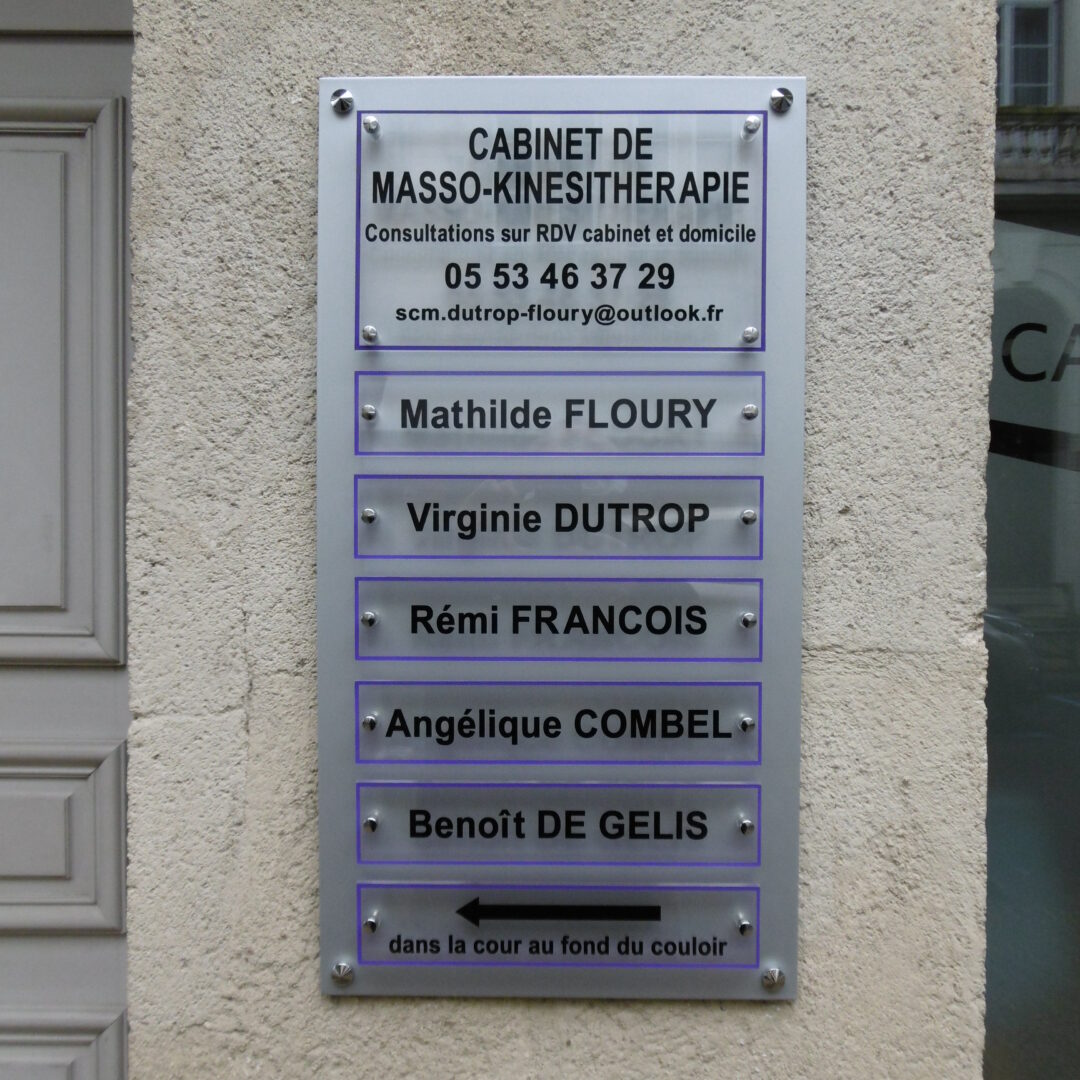 CABINET DE
MASSO-KINESITHERAPIE
Consultations sur RDV cabinet et domicile
05 53 46 37 29
scm.dutrop-floury@outlook.fr
Mathilde FLOURY
Virginie DUTROP
Rémi FRANCOIS
Angélique COMBEL
Benoît DE GELIS
dans la cour au fond du couloir
CA